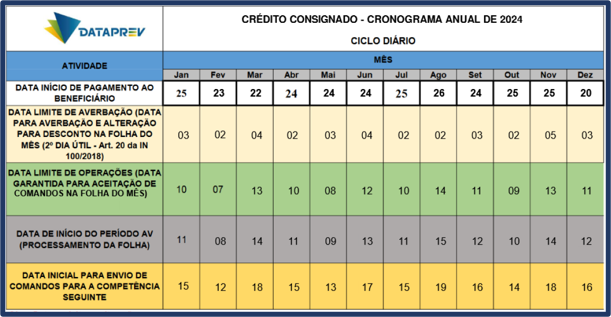 DATAPREV
CRÉDITO CONSIGNADO - CRONOGRAMA ANUAL DE 2024
CICLO DIÁRIO
ATIVIDADE
MÊS
Jan Fev Mar Abr Mai Jun Jul Ago Set Out Nov Dez
DATA INÍCIO DE PAGAMENTO AO
BENEFICIÁRIO
25 23 22 24 24 24 25 26 24 25 25 20
DATA LIMITE DE AVERBAÇÃO (DATA
PARA AVERBAÇÃO E ALTERAÇÃO
PARA DESCONTO NA FOLHA DO
MÊS (2º DIA ÚTIL - Art. 20 da IN
100/2018)
03 02 04 02 03 04 02 02 03 02 05 03
DATA LIMITE DE OPERAÇÕES (DATA
GARANTIDA PARA ACEITAÇÃO DE
COMANDOS NA FOLHA DO MÊS)
10 07 13 10 08 12 10 14 11 09 13 11
DATA DE INÍCIO DO PERÍODO AV
(PROCESSAMENTO DA FOLHA)
11 08 14 11 09 13 11 15 12 10 14 12
DATA INICIAL PARA ENVIO DE
COMANDOS PARA A COMPETÊNCIA
SEGUINTE
15 12 18 15 13 17 15 19 16 14 18 16